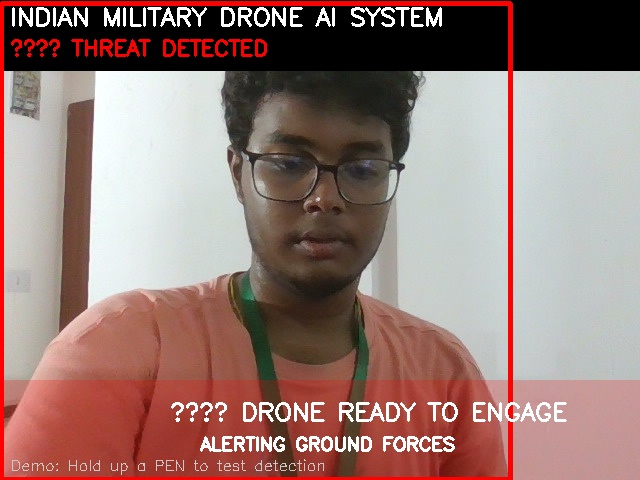 INDIAN MILITARY DRONE AI SYSTEM
???? THREAT DETECTED
???? DRONE READY TO ENGAGE
ALERTING GROUND FORCES
Demo: Hold up a PEN to test detection